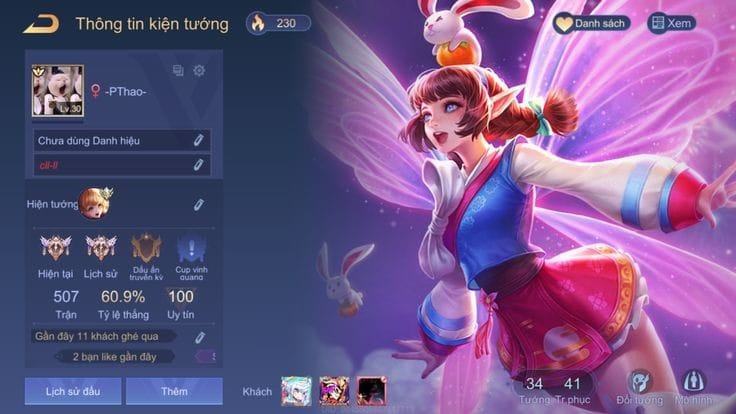 Thông tin kiện tướng
230
Danh sách
Xem
Lv.30
-PThao-
Chưa dùng Danh hiệu
cll-ll
Hiện tướng
Hiện tại
Lịch sử
Dấu ấn truyền kỳ
Cup vinh quang
507
60.9%
100
Trận
Tỷ lệ thắng
Uy tín
Gần đây 11 khách ghé qua
2 bạn like gần đây
Lịch sử đấu
Thêm
Khách
34
41
Tướng
Tr.phục
Đổi tướng
Mô hình